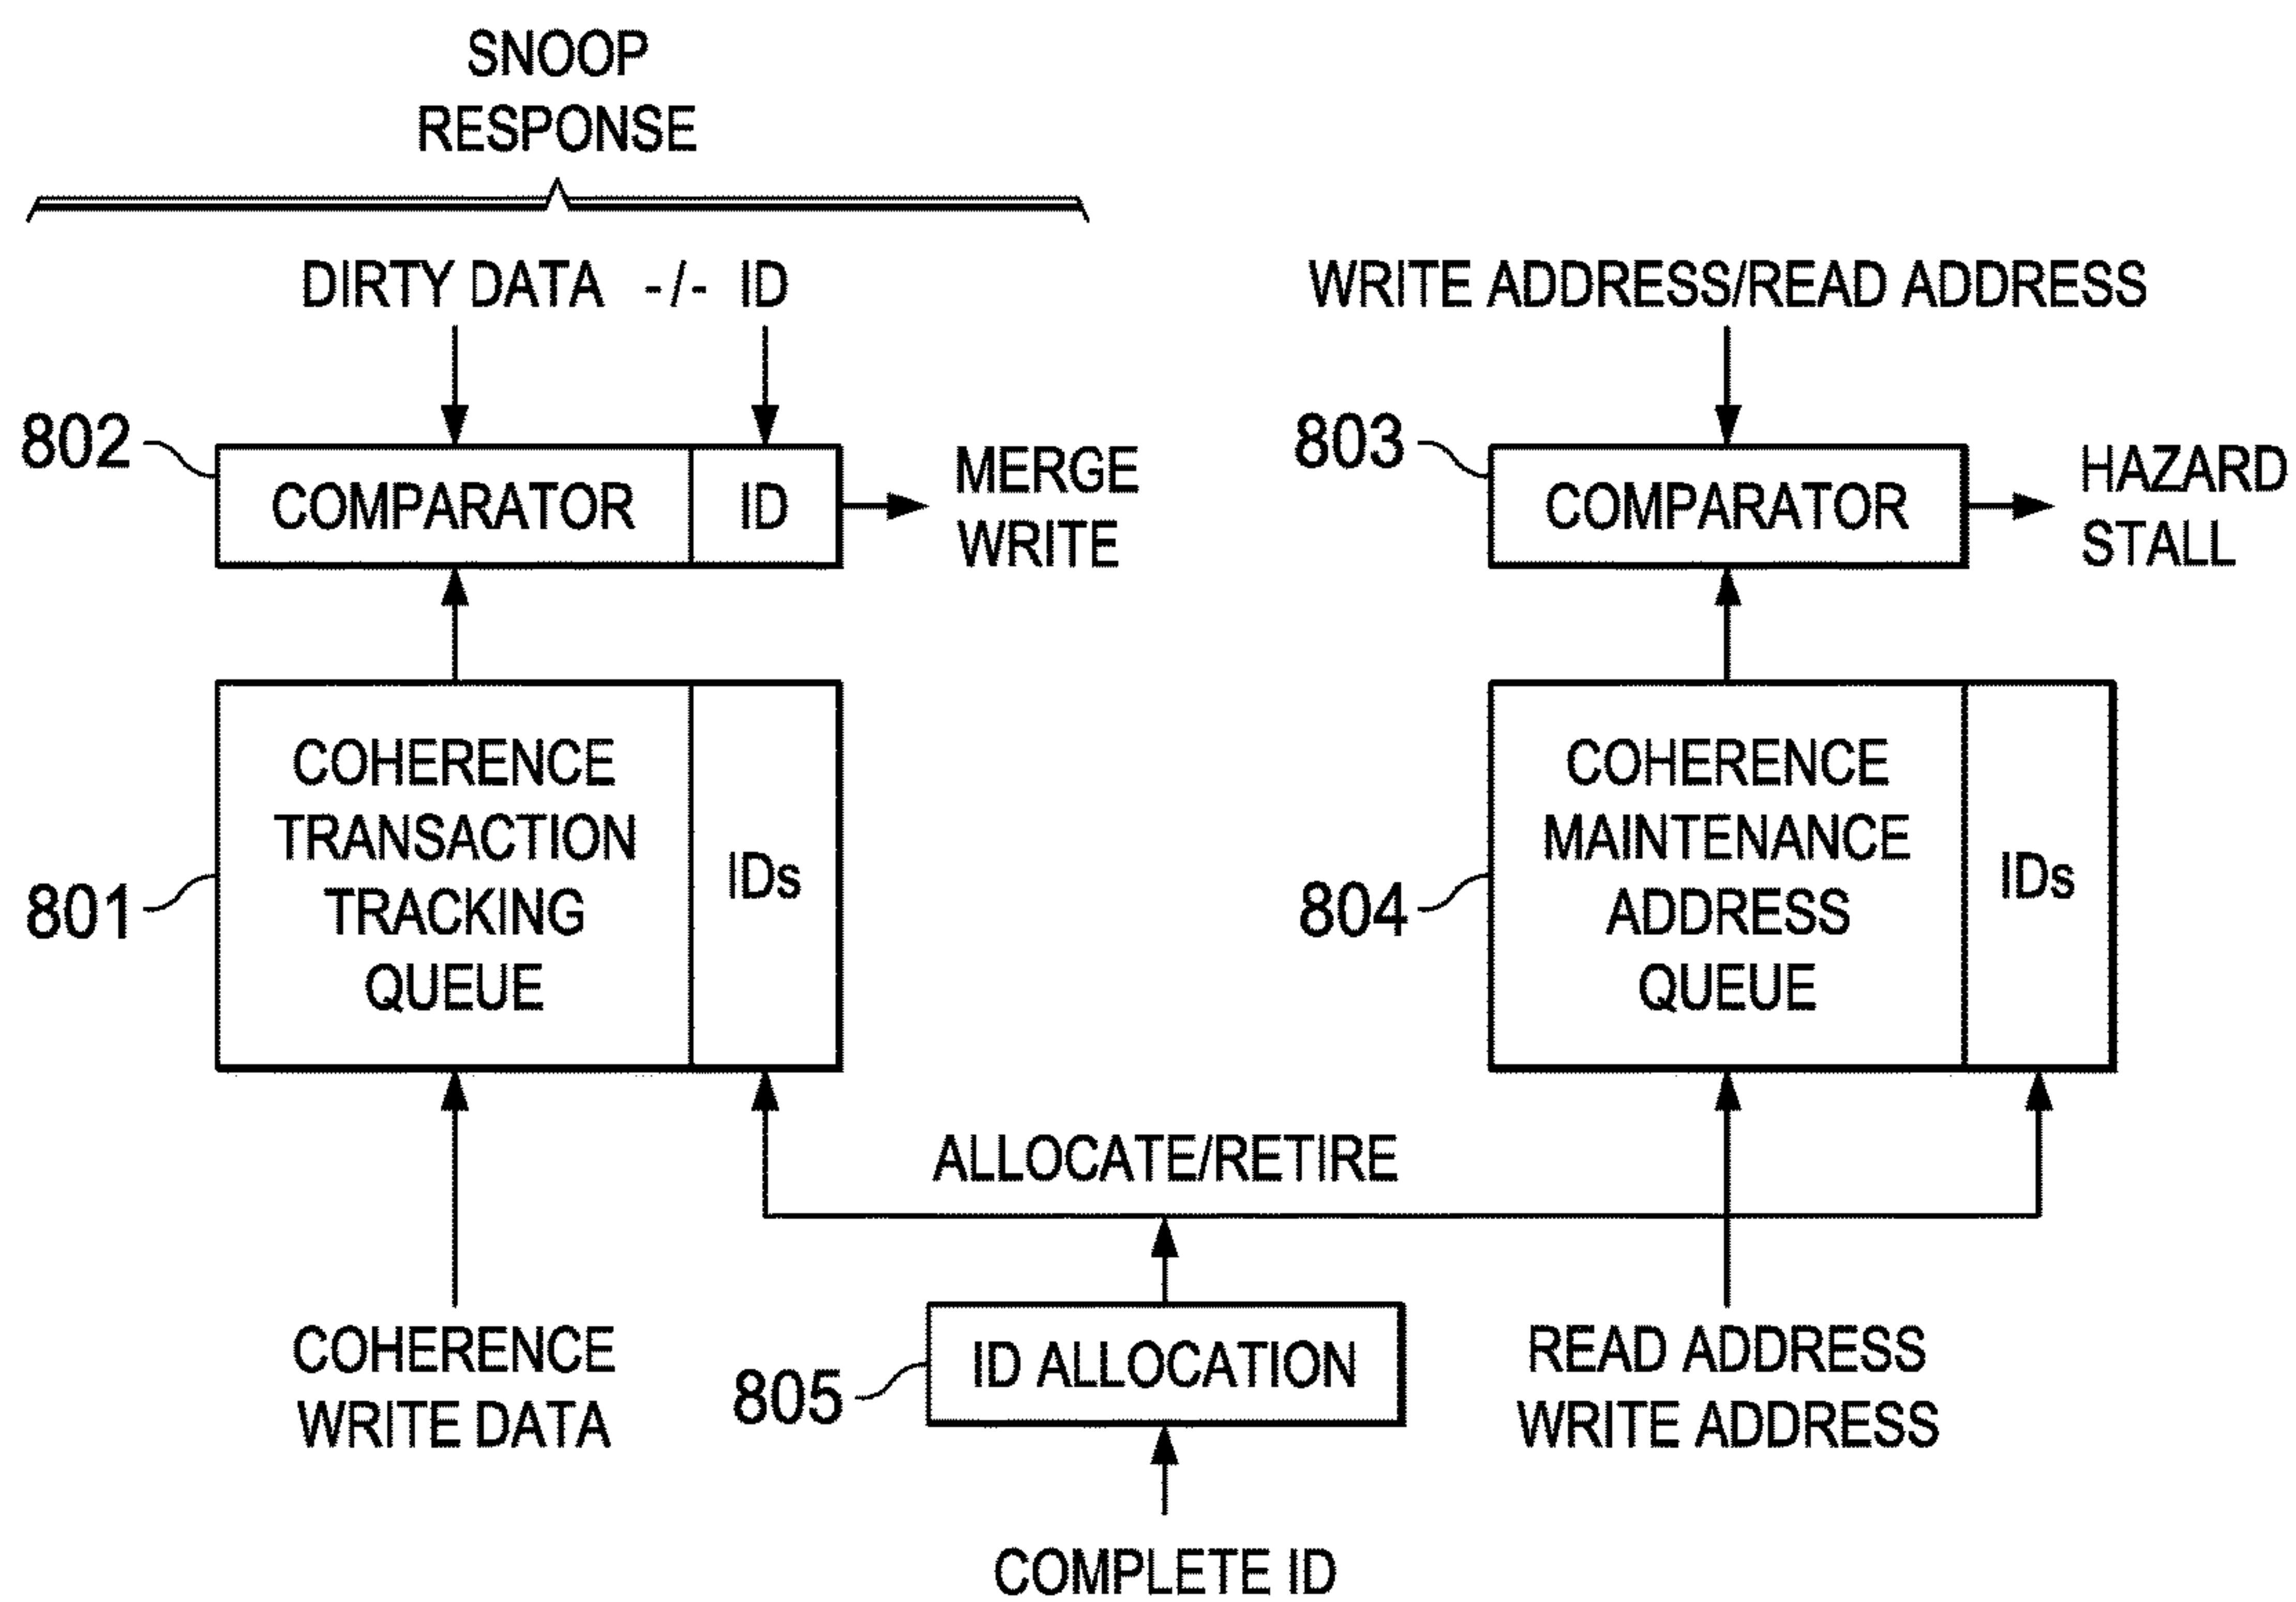 SNOOP
RESPONSE
DIRTY DATA -/- ID
WRITE ADDRESS/READ ADDRESS
802
COMPARATOR
ID
MERGE
WRITE
803
COMPARATOR
HAZARD
STALL
801
COHERENCE
TRANSACTION
TRACKING
QUEUE
IDs
804
COHERENCE
MAINTENANCE
ADDRESS
QUEUE
IDs
ALLOCATE/RETIRE
COHERENCE
WRITE DATA
805
ID ALLOCATION
READ ADDRESS
WRITE ADDRESS
COMPLETE ID